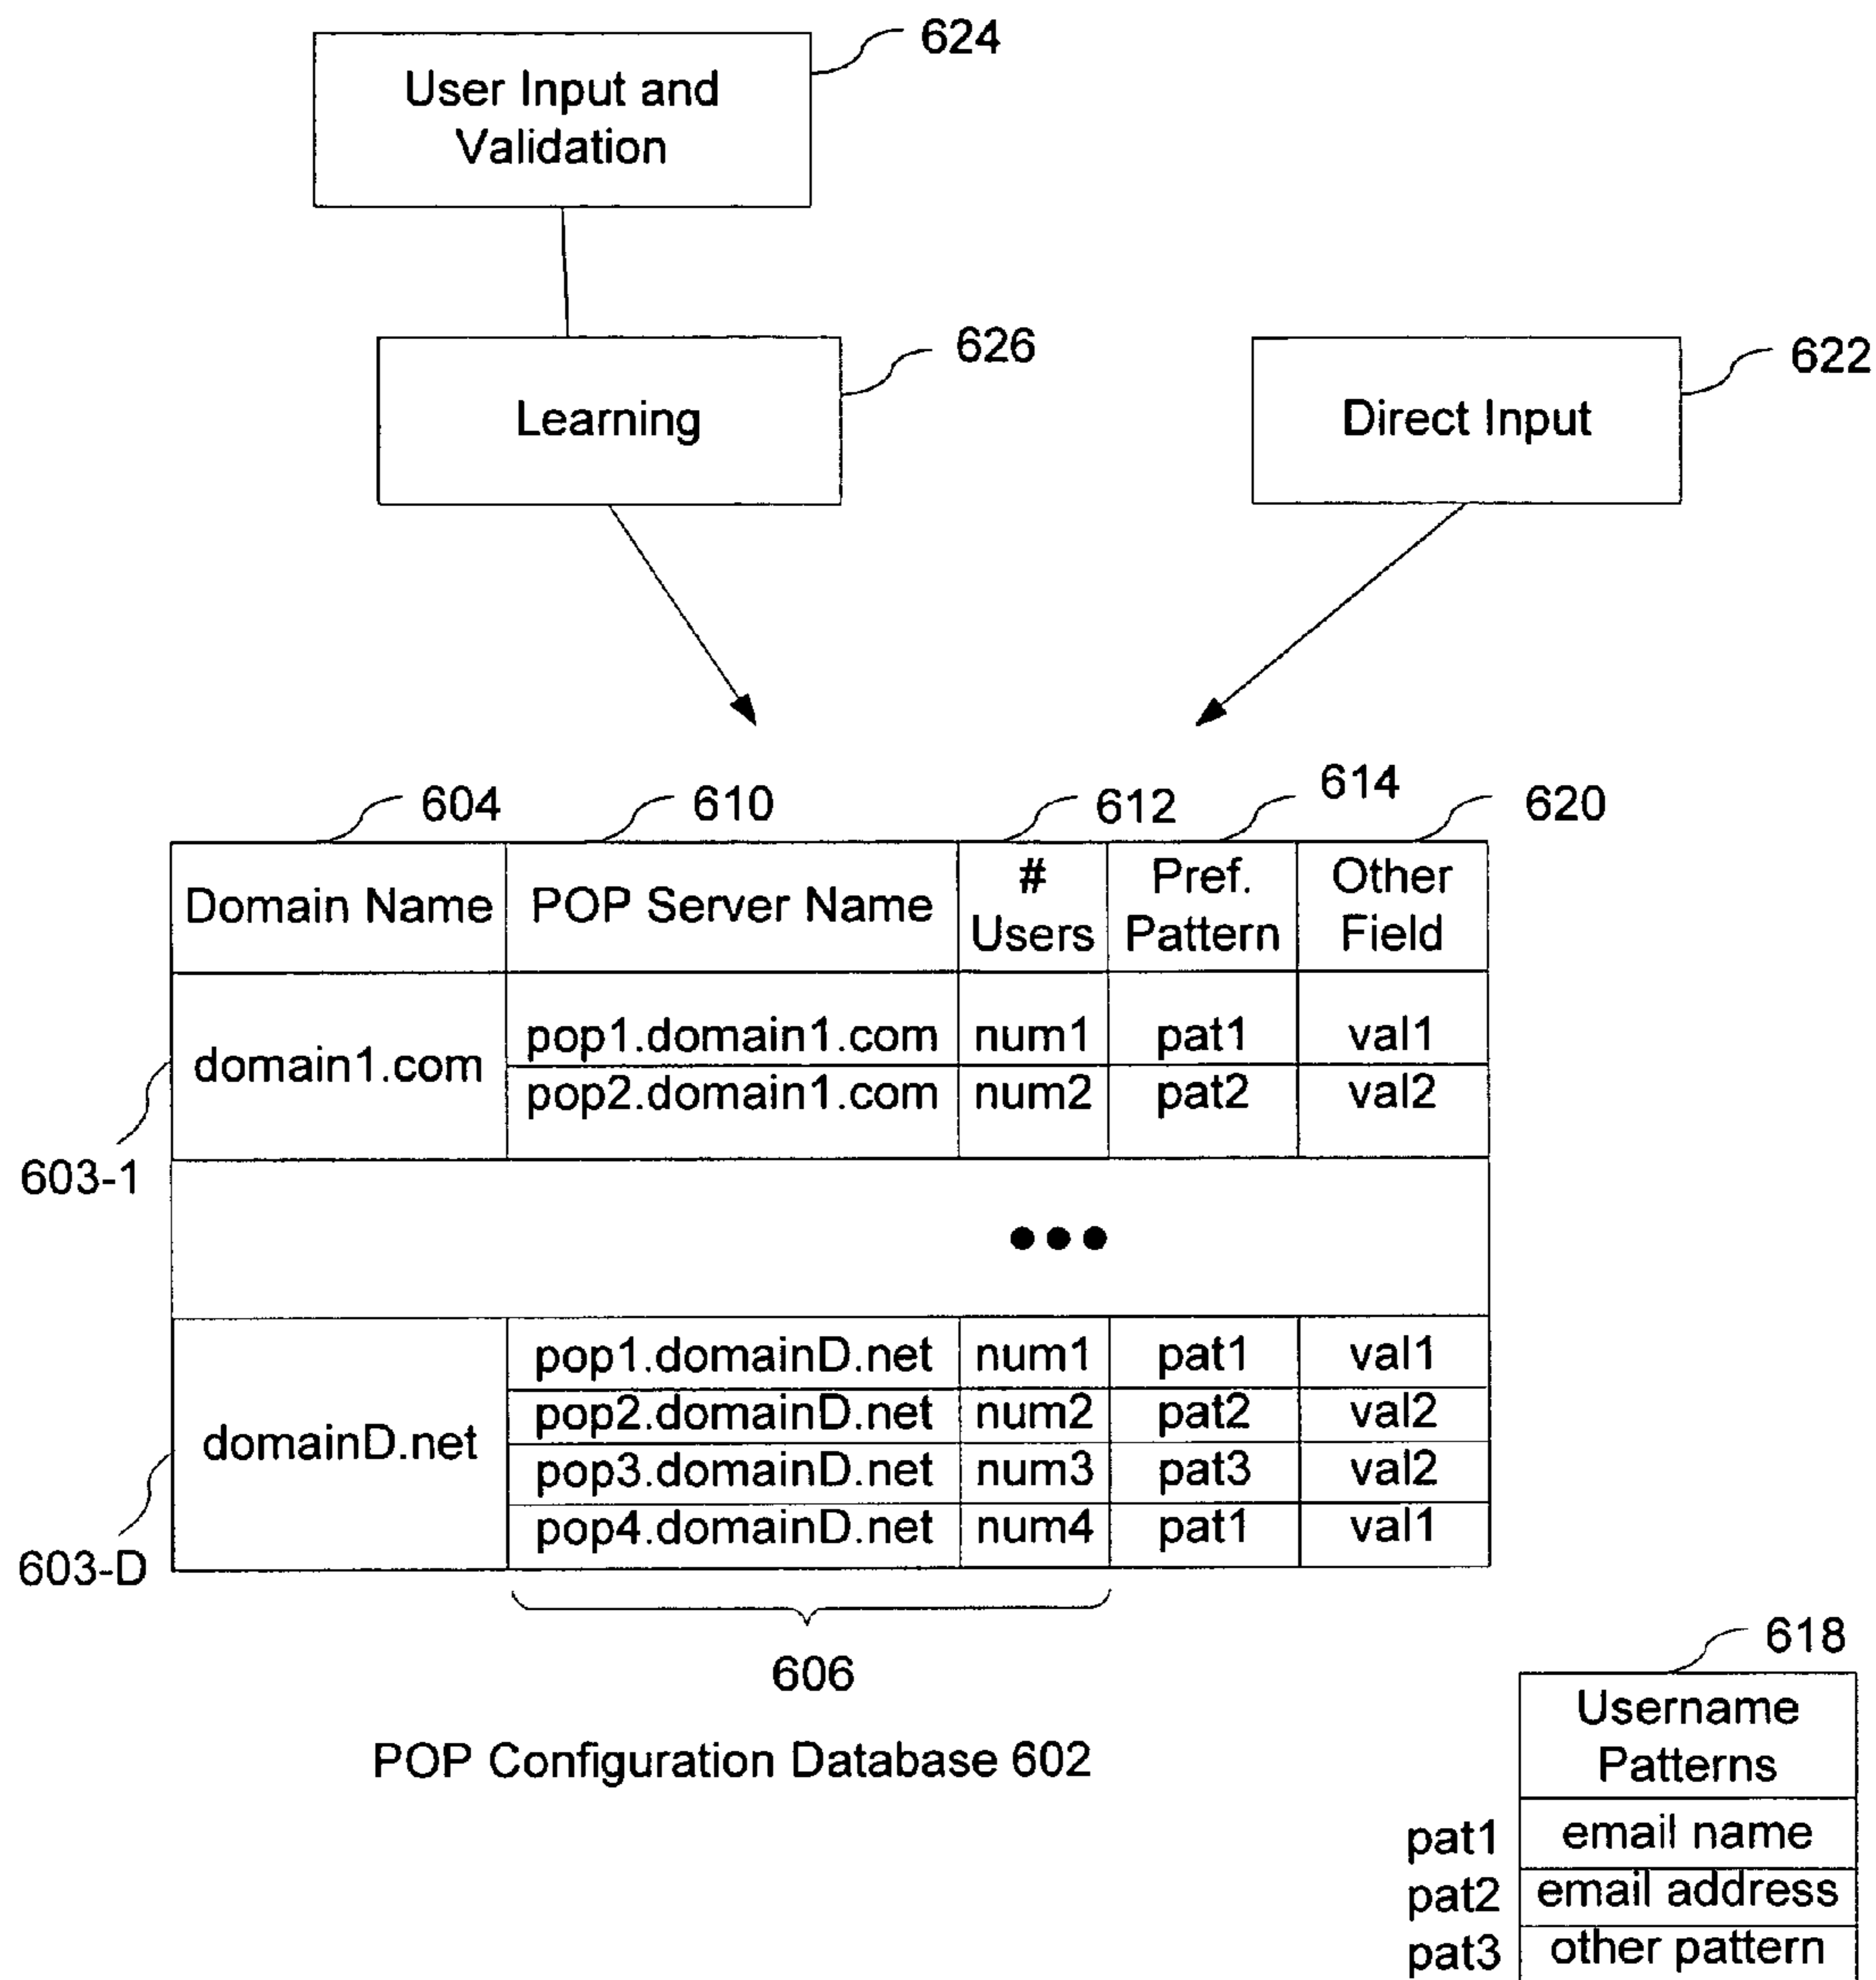 624
User Input and
Validation
626
622
Learning
Direct Input
604
610
612
614
620
Domain Name
POP Server Name
#
Users
Pref.
Pattern
Other
Field
domain1.com
pop1.domain1.com num1 pat1 val1
pop2.domain1.com num2 pat2 val2
603-1
•••
domainD.net
pop1.domainD.net num1 pat1 val1
pop2.domainD.net num2 pat2 val2
pop3.domainD.net num3 pat3 val2
pop4.domainD.net num4 pat1 val1
603-D
606
POP Configuration Database 602
618
Username
Patterns
pat1 email name
pat2 email address
pat3 other pattern